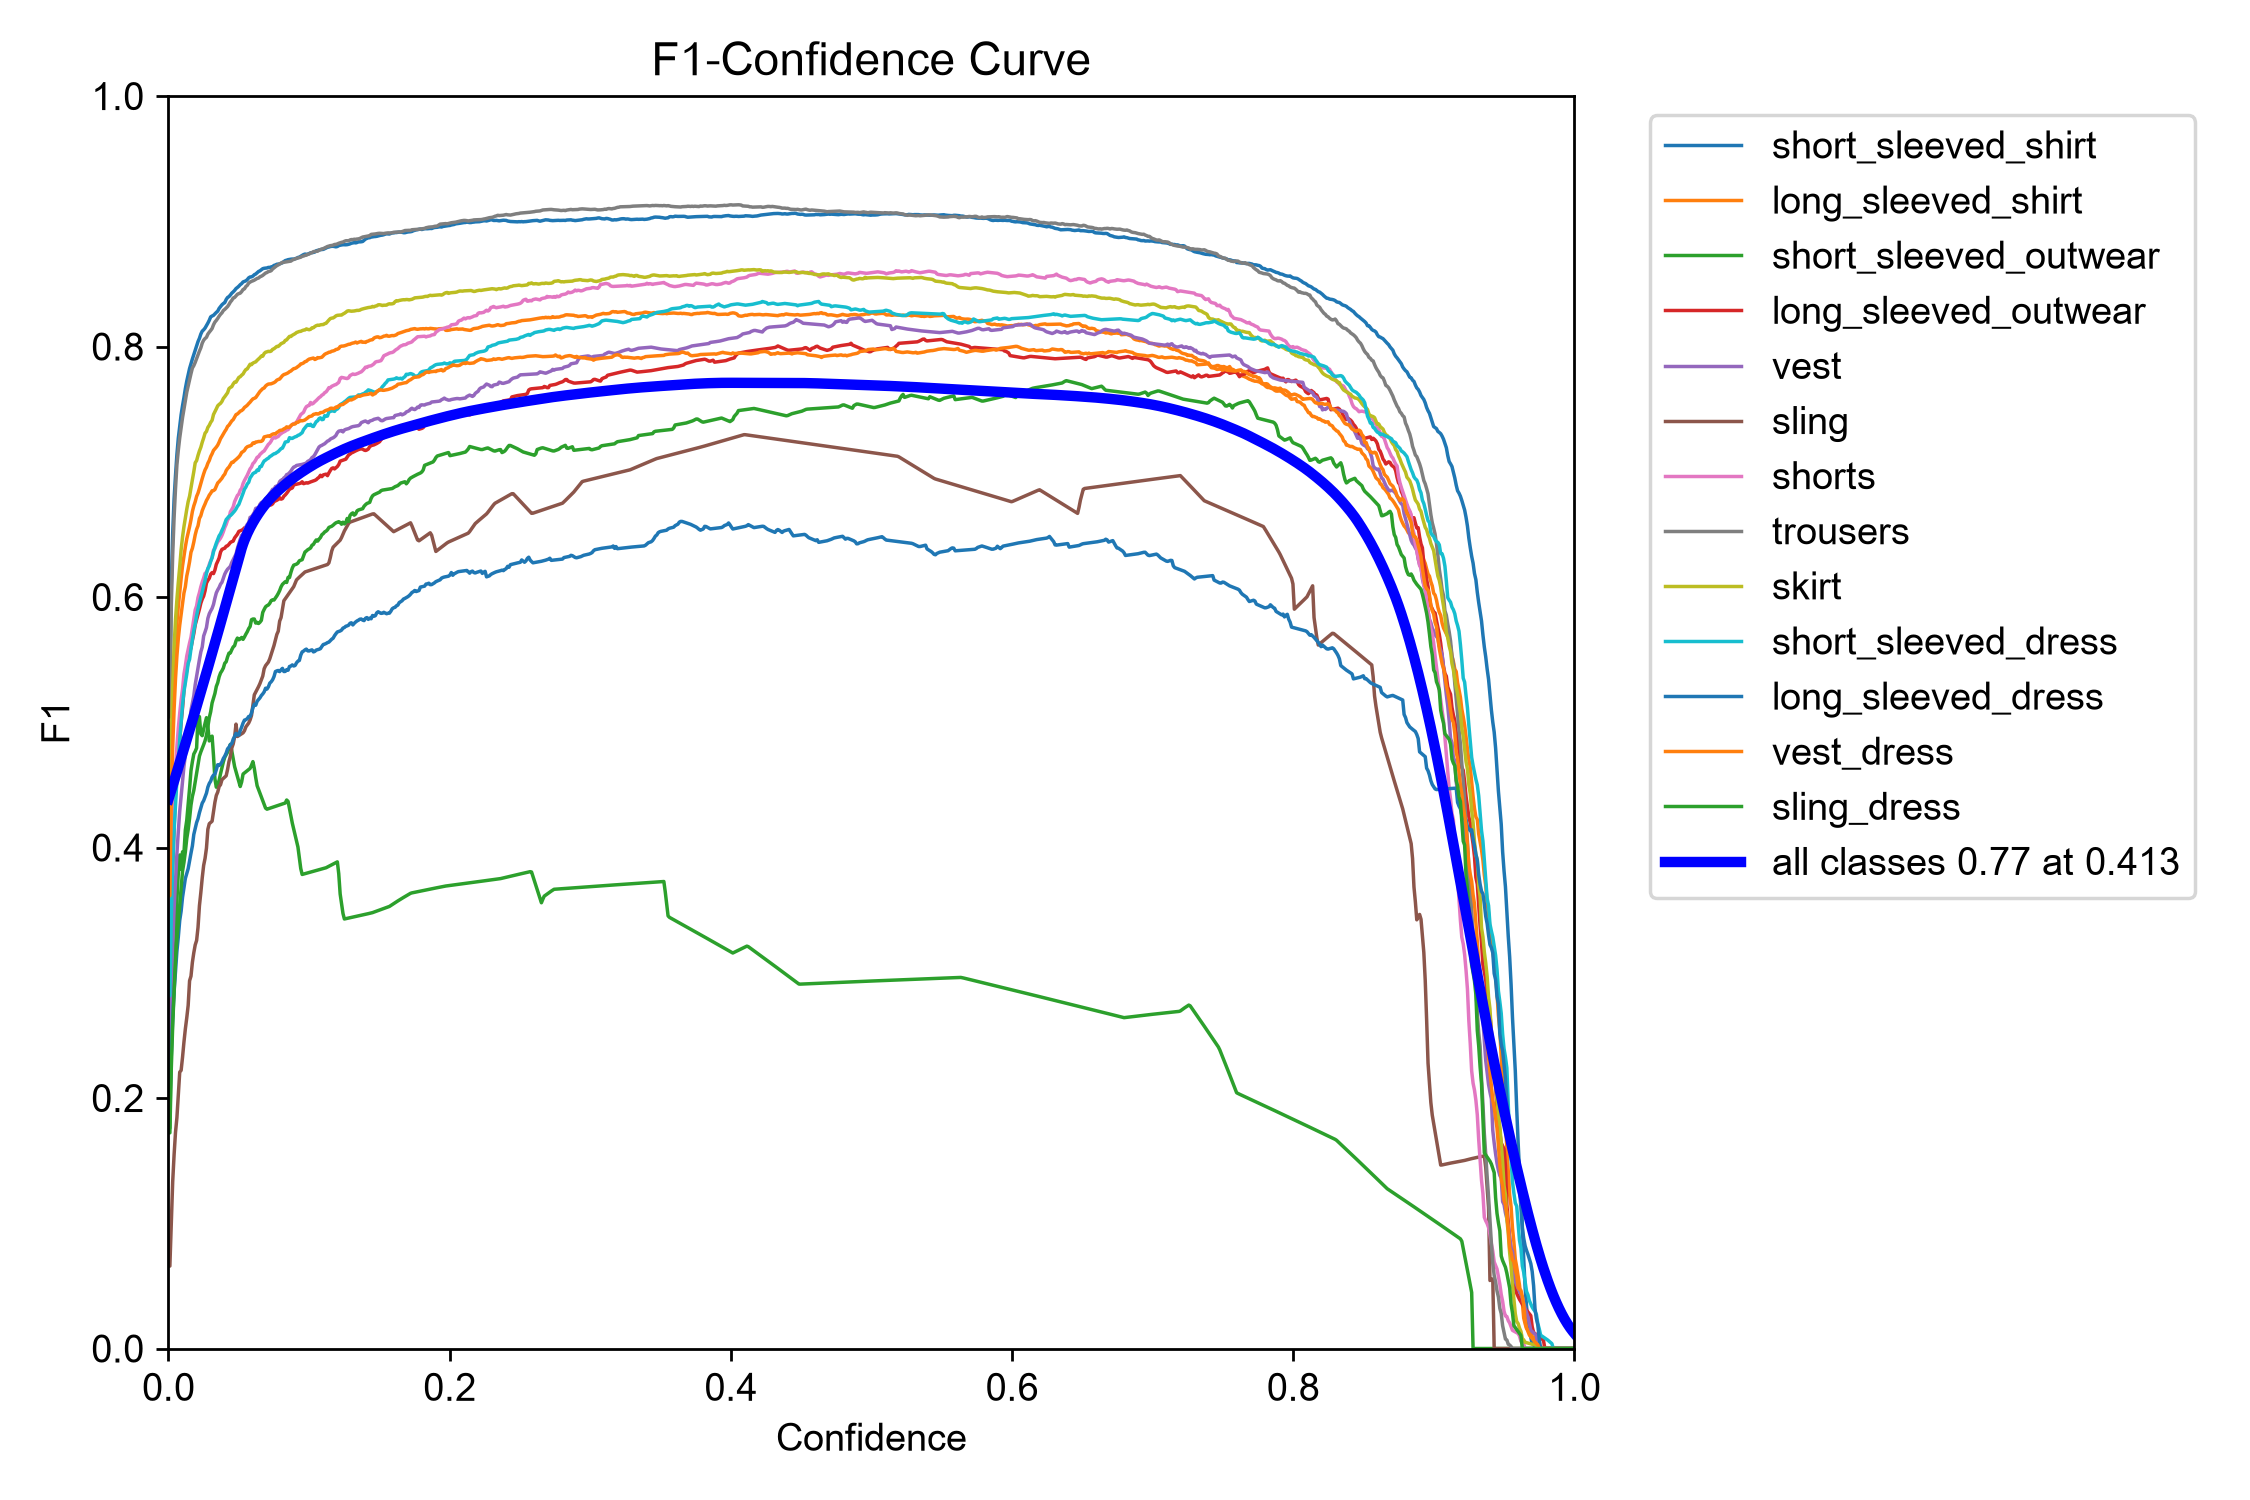 F1-Confidence Curve
1.0
0.8
0.6
0.4
0.2
0.0
F1
0.0 0.2 0.4 0.6 0.8 1.0
Confidence
short_sleeved_shirt
long_sleeved_shirt
short_sleeved_outwear
long_sleeved_outwear
vest
sling
shorts
trousers
skirt
short_sleeved_dress
long_sleeved_dress
vest_dress
sling_dress
all classes 0.77 at 0.413